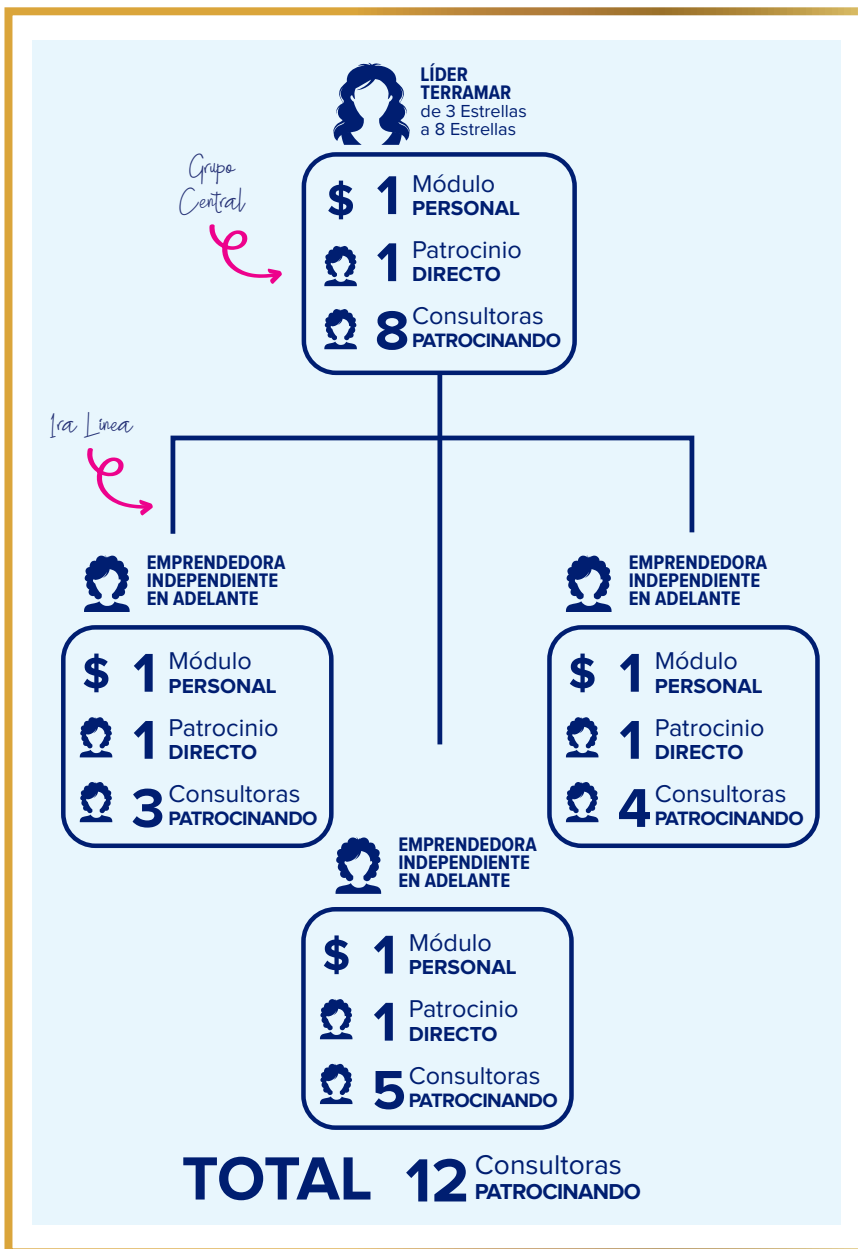 LÍDER
TERRAMAR
de 3 Estrellas
a 8 Estrellas
Grupo
Central
$ 1 Módulo
PERSONAL
1 Patrocinio
DIRECTO
8 Consultoras
PATROCINANDO
1ra Línea
EMPRENDEDORA
INDEPENDIENTE
EN ADELANTE
$ 1 Módulo
PERSONAL
1 Patrocinio
DIRECTO
3 Consultoras
PATROCINANDO
EMPRENDEDORA
INDEPENDIENTE
EN ADELANTE
$ 1 Módulo
PERSONAL
1 Patrocinio
DIRECTO
4 Consultoras
PATROCINANDO
EMPRENDEDORA
INDEPENDIENTE
EN ADELANTE
$ 1 Módulo
PERSONAL
1 Patrocinio
DIRECTO
5 Consultoras
PATROCINANDO
TOTAL 12 Consultoras
PATROCINANDO